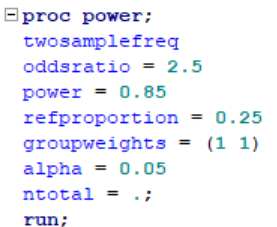 proc power;
twosamplefreq
oddsratio = 2.5
power = 0.85
refproportion = 0.25
groupweights = (1 1)
alpha = 0.05
ntotal = .;
run;